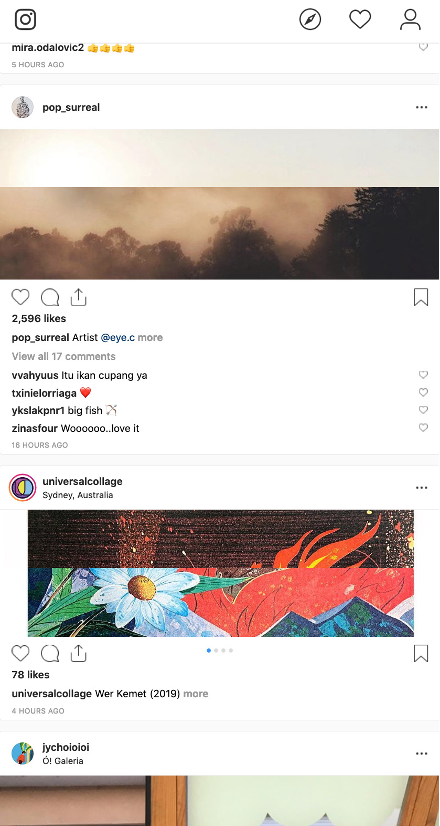 mira.odalovic2 👍👍👍👍
5 HOURS AGO
pop_surreal
2,596 likes
pop_surreal Artist @eye.c more
View all 17 comments
vvahyuus Itu ikan cupang ya
txinielorriaga ❤️
ykslakpnr1 big fish 🏹
zinasfour Woooooo..love it
16 HOURS AGO
universalcollage
Sydney, Australia
78 likes
universalcollage Wer Kemet (2019) more
4 HOURS AGO
jychoioioi
Ó! Galeria